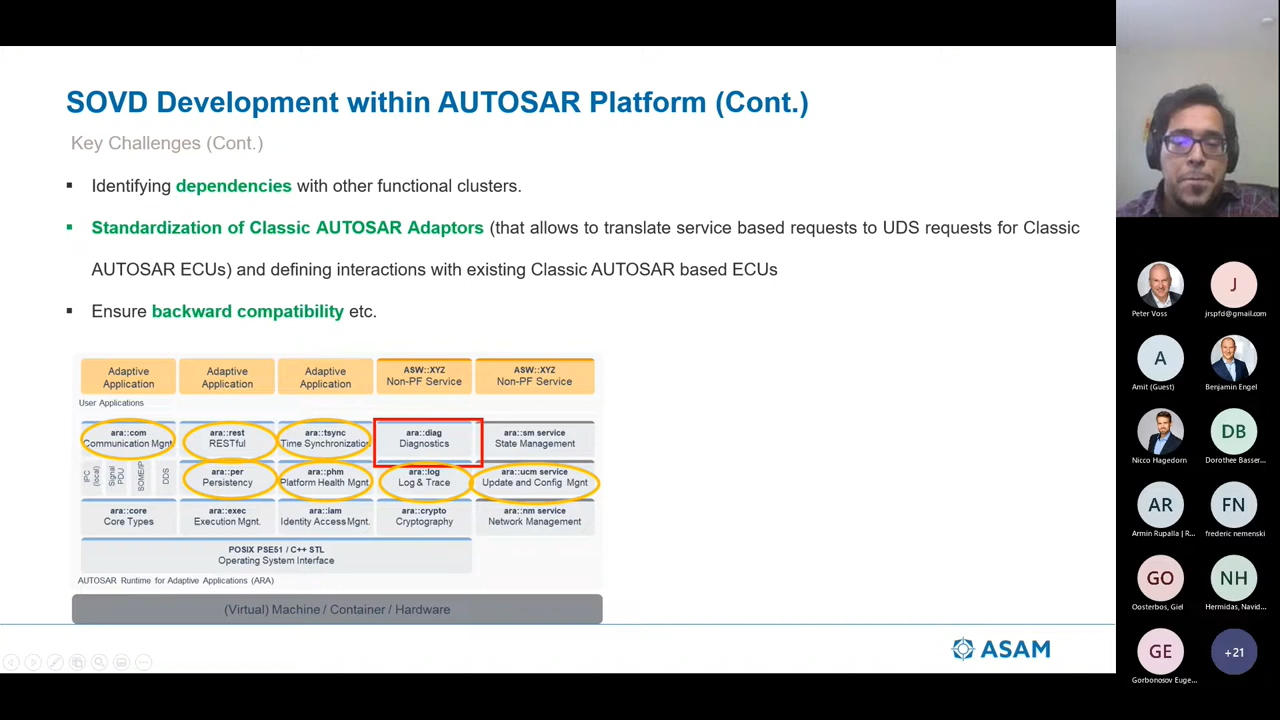 SOVD Development within AUTOSAR Platform (Cont.)
Key Challenges (Cont.)
▪ Identifying dependencies with other functional clusters.
▪ Standardization of Classic AUTOSAR Adaptors (that allows to translate service based requests to UDS requests for Classic
AUTOSAR ECUs) and defining interactions with existing Classic AUTOSAR based ECUs
▪ Ensure backward compatibility etc.
Adaptive
Application
Adaptive
Application
Adaptive
Application
ASW::XYZ
Non-PF Service
ASW::XYZ
Non-PF Service
User Applications
ara::com
Communication Mgnt
ara::rest
RESTful
ara::tsync
Time Synchronization
ara::diag
Diagnostics
ara::sm service
State Management
IPC
(local)
Signal
PDU
SOME/IP
DDS
ara::per
Persistency
ara::phm
Platform Health Mgnt.
ara::log
Log & Trace
ara::ucm service
Update and Config Mgnt
ara::core
Core Types
ara::exec
Execution Mgnt.
ara::iam
Identity Access Mgnt.
ara::crypto
Cryptography
ara::nm service
Network Management
POSIX PSE51 / C++ STL
Operating System Interface
AUTOSAR Runtime for Adaptive Applications (ARA)
(Virtual) Machine / Container / Hardware
ASAM
Peter Voss
J
jrspfd@gmail.com
A
Amit (Guest)
Benjamin Engel
Nicco Hagedorn
DB
Dorothee Basser...
AR
Armin Rupalla | R...
FN
frederic nemenski
GO
Oosterbos, Giel
NH
Hermidas, Navid...
GE
Gorbonosov Euge...
+21